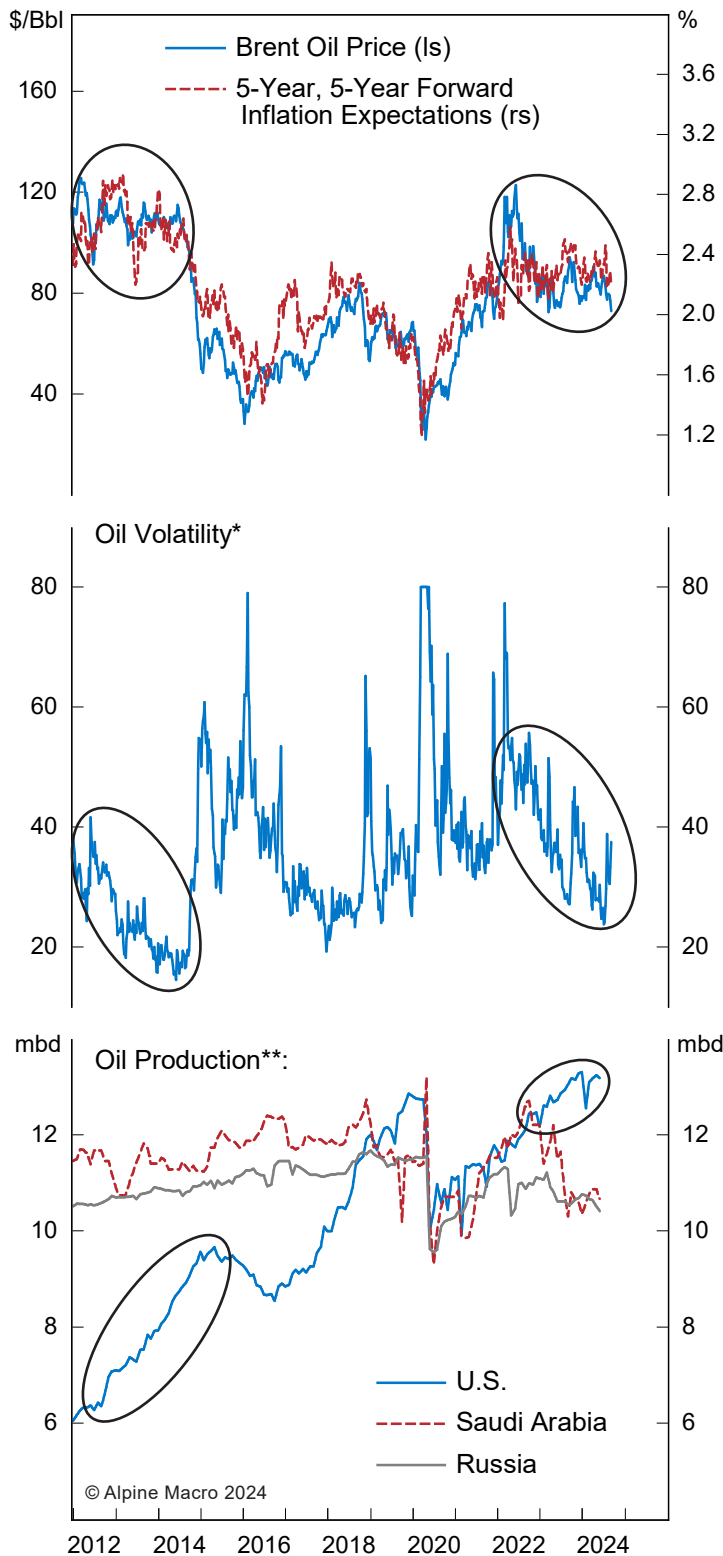 $/Bbl %
Brent Oil Price (ls)
5-Year, 5-Year Forward
Inflation Expectations (rs)
3.6
160
3.2
120
2.8
2.4
80
2.0
1.6
40
1.2
Oil Volatility*
80 80
60 60
40 40
20 20
mbd mbd
Oil Production**:
12 12
10 10
8 8
6 6
U.S.
Saudi Arabia
Russia
© Alpine Macro 2024
2012 2014 2016 2018 2020 2022 2024